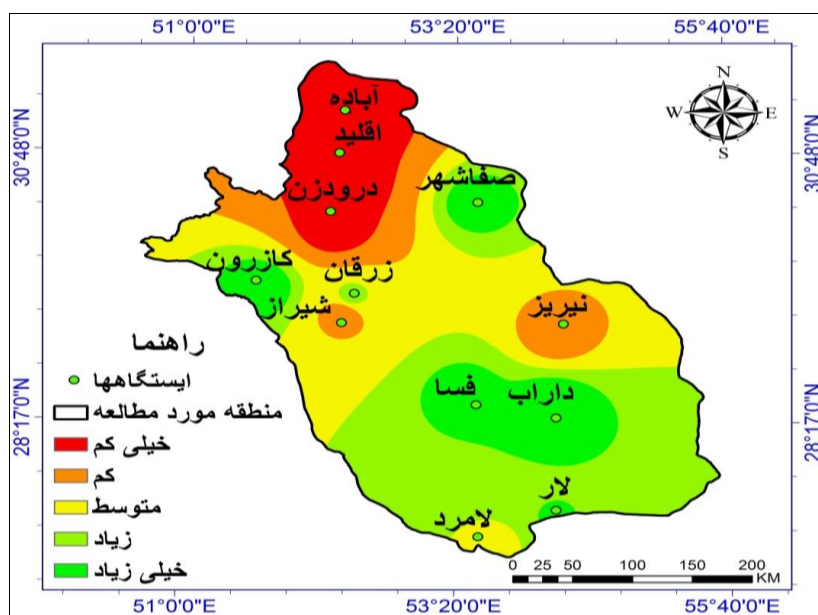 51°0'0"E 53°20'0"E 55°40'0"E
30°48'0"N
28°17'0"N
30°48'0"N
28°17'0"N
N
W E
S
آباده
اقلید
درودزن
صفاشهر
کازرون
زرقان
شیراز
نیریز
فسا
داراب
لار
لامرد
راهنما
ایستگاهها
منطقه مورد مطالعه
خیلی کم
کم
متوسط
زیاد
خیلی زیاد
0 25 50 100 150 200
KM
51°0'0"E 53°20'0"E 55°40'0"E